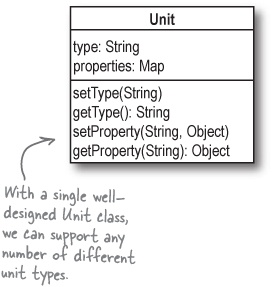 Unit
type: String
properties: Map
setType(String)
getType(): String
setProperty(String, Object)
getProperty(String): Object
With a single well-
designed Unit class,
we can support any
number of different
unit types.